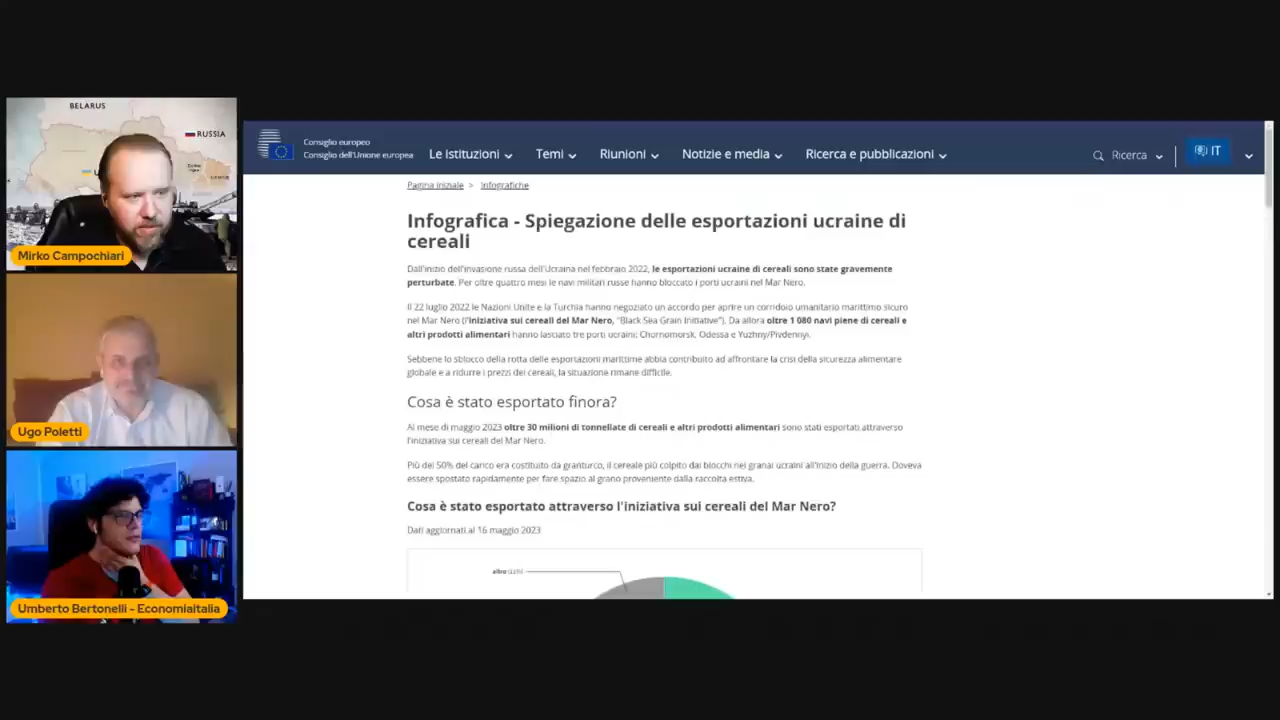 BELARUS
RUSSIA
Mirko Campochiari
Ugo Poletti
Umberto Bertonelli - EconomiaItalia
Consiglio europeo
Consiglio dell'Unione europea
Le istituzioni
Temi
Riunioni
Notizie e media
Ricerca e pubblicazioni
Ricerca
IT
Pagina iniziale > Infografiche
Infografica - Spiegazione delle esportazioni ucraine di
cereali
Dall'inizio dell'invasione russa dell'Ucraina nel febbraio 2022, le esportazioni ucraine di cereali sono state gravemente
perturbate. Per oltre quattro mesi le navi militari russe hanno bloccato i porti ucraini nel Mar Nero.
Il 22 luglio 2022 le Nazioni Unite e la Turchia hanno negoziato un accordo per aprire un corridoio umanitario marittimo sicuro
nel Mar Nero (l'iniziativa sui cereali del Mar Nero, "Black Sea Grain Initiative"). Da allora oltre 1 080 navi piene di cereali e
altri prodotti alimentari hanno lasciato tre porti ucraini: Chornomorsk, Odessa e Yuzhny/Pivdennyi.
Sebbene lo sblocco della rotta delle esportazioni marittime abbia contribuito ad affrontare la crisi della sicurezza alimentare
globale e a ridurre i prezzi dei cereali, la situazione rimane difficile.
Cosa è stato esportato finora?
Al mese di maggio 2023 oltre 30 milioni di tonnellate di cereali e altri prodotti alimentari sono stati esportati attraverso
l'iniziativa sui cereali del Mar Nero.
Più del 50% del carico era costituito da granturco, il cereale più colpito dai blocchi nei granai ucraini all'inizio della guerra. Doveva
essere spostato rapidamente per fare spazio al grano proveniente dalla raccolta estiva.
Cosa è stato esportato attraverso l'iniziativa sui cereali del Mar Nero?
Dati aggiornati al 16 maggio 2023
altro